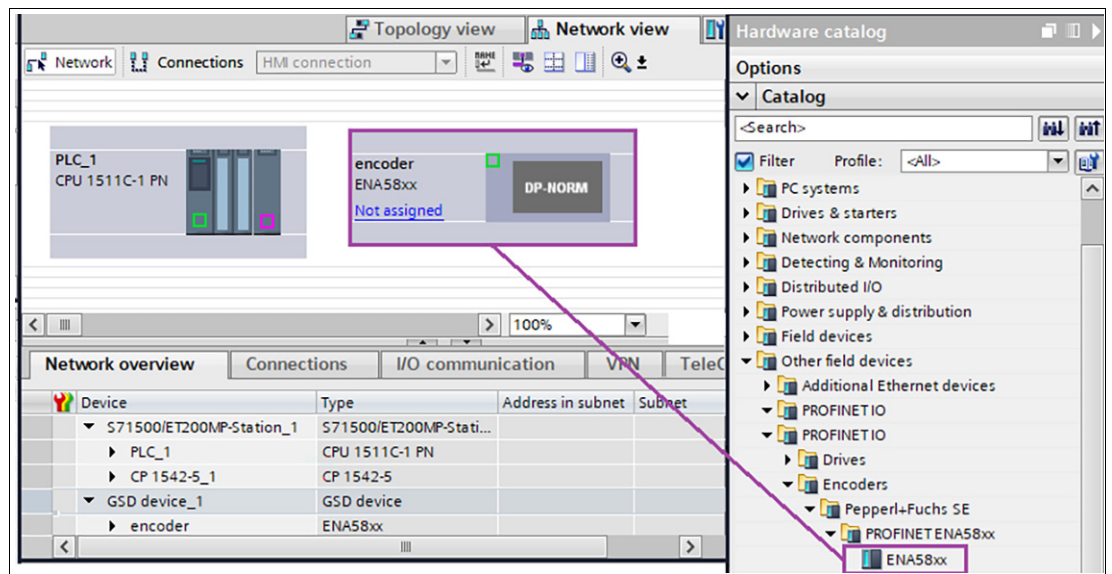 Topology view
Network view
Network
Connections
HMI connection
PLC_1
CPU 1511C-1 PN
encoder
ENA58xx
Not assigned
DP-NORM
100%
Network overview
Connections
I/O communication
VPN
TeleC
Device
Type
Address in subnet
Subnet
S71500/ET200MP-Station_1
S71500/ET200MP-Stati...
PLC_1
CPU 1511C-1 PN
CP 1542-5_1
CP 1542-5
GSD device_1
GSD device
encoder
ENA58xx
Hardware catalog
Options
Catalog
<Search>
Filter
Profile:
<All>
PC systems
Drives & starters
Network components
Detecting & Monitoring
Distributed I/O
Power supply & distribution
Field devices
Other field devices
Additional Ethernet devices
PROFINET IO
PROFINET IO
Drives
Encoders
Pepperl+Fuchs SE
PROFINET ENA58xx
ENA58xx